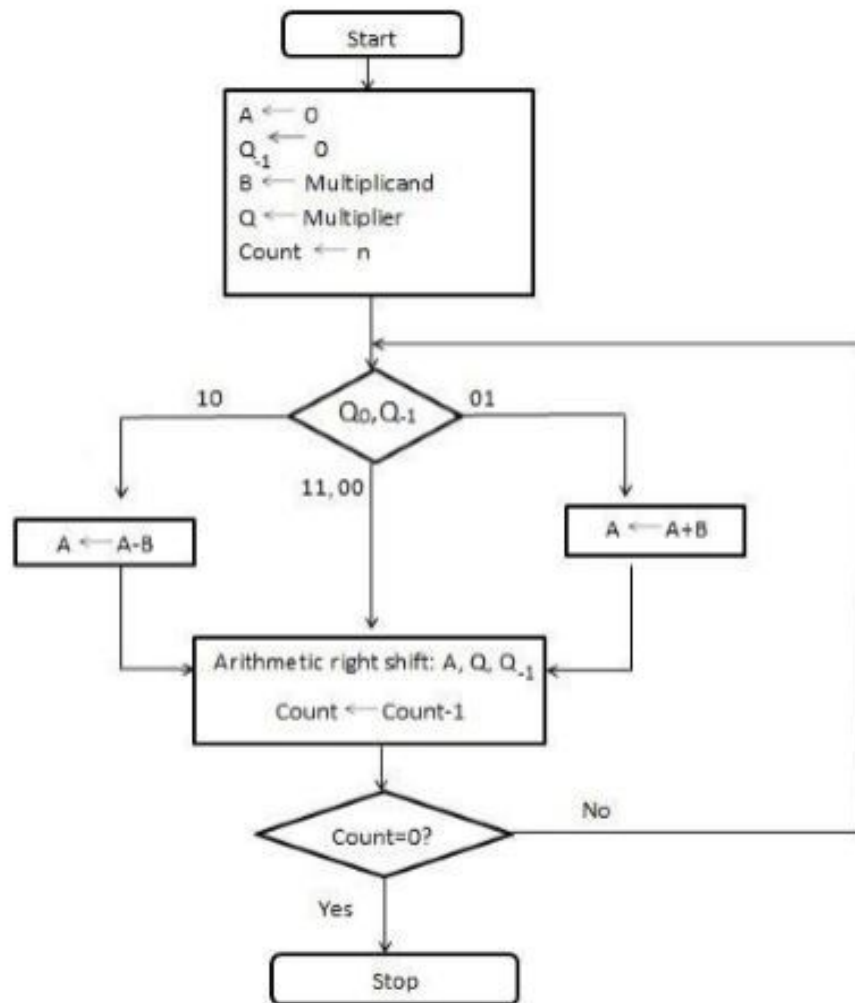 Start
A ← 0
Q₋₁ ← 0
B ← Multiplicand
Q ← Multiplier
Count ← n
10
Q₀,Q₋₁
01
11,00
A ← A-B
A ← A+B
Arithmetic right shift: A, Q, Q₋₁
Count ← Count-1
Count=0?
No
Yes
Stop